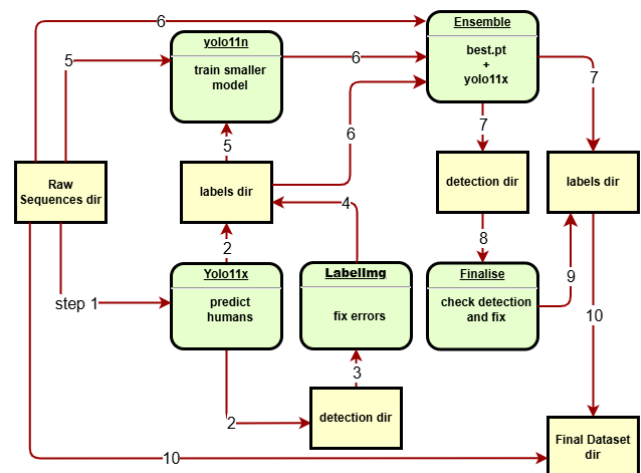 6
Ensemble
best.pt
+
yolo11x
yolo11n
train smaller
model
5
6
7
7
6
5
Raw
Sequences dir
labels dir
detection dir
labels dir
4
2
8
9
step 1
Yolo11x
predict
humans
LabelImg
fix errors
Finalise
check detection
and fix
3
10
2
detection dir
10
Final Dataset
dir